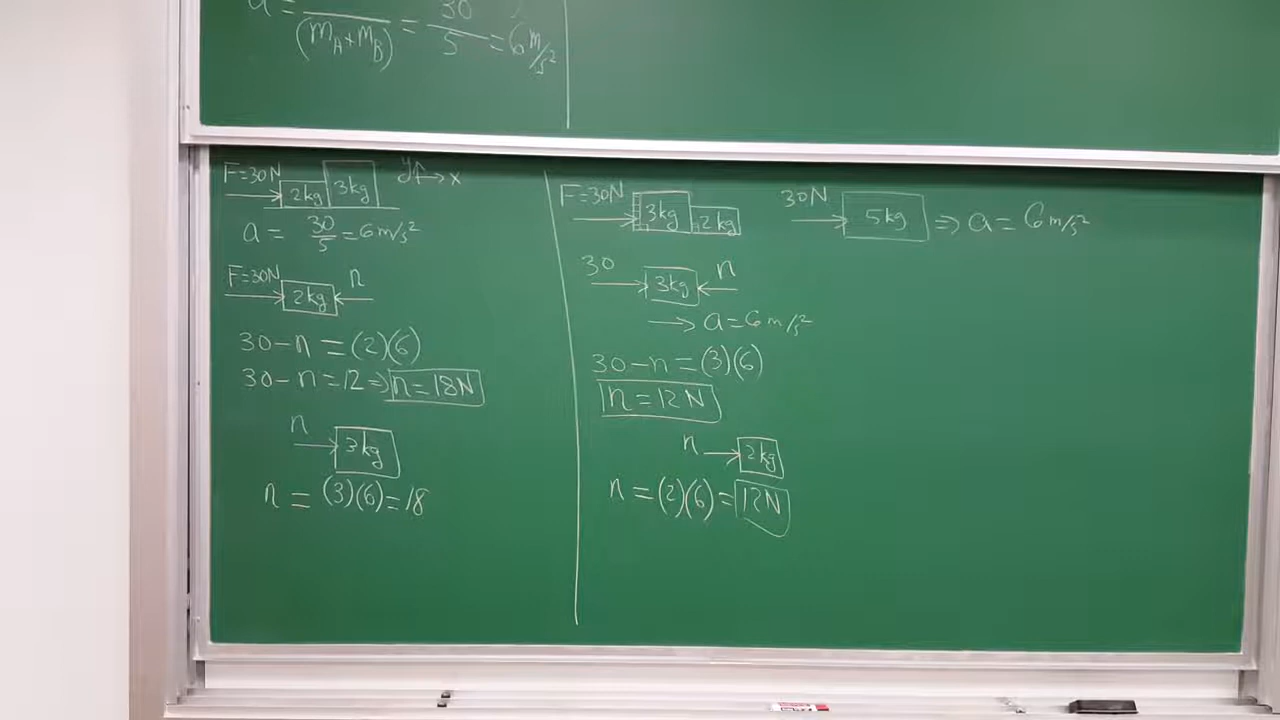 a = / (m_A + m_B) = 30/5 = 6 m/s²
F=30N 2kg 3kg y x
a = 30/5 = 6 m/s²
F=30N 2kg n
30 - n = (2)(6)
30 - n = 12 ⇒ n = 18N
n 3kg
n = (3)(6) = 18
F=30N 3kg 2kg
30N 5kg ⇒ a = 6 m/s²
30 3kg n
→ a = 6 m/s²
30 - n = (3)(6)
n = 12N
n 2kg
n = (2)(6) = 12N